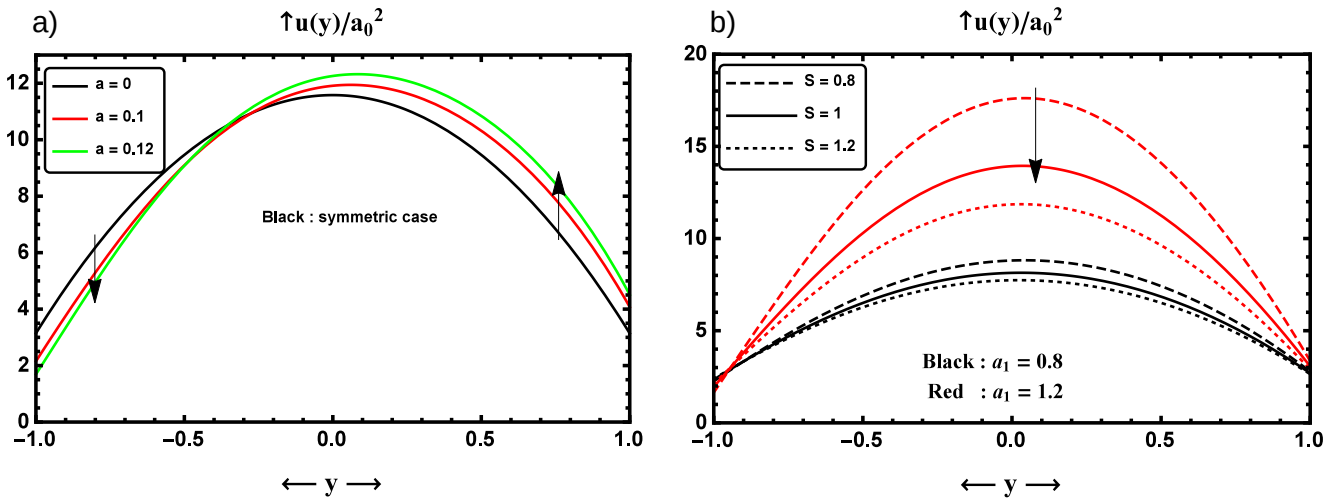 a)
↑u(y)/a₀²
12
10
8
6
4
2
0
−1.0
−0.5
0.0
0.5
1.0
a = 0
a = 0.1
a = 0.12
Black : symmetric case
← y →
b)
↑u(y)/a₀²
20
15
10
5
0
−1.0
−0.5
0.0
0.5
1.0
S = 0.8
S = 1
S = 1.2
Black : a₁ = 0.8
Red : a₁ = 1.2
← y →